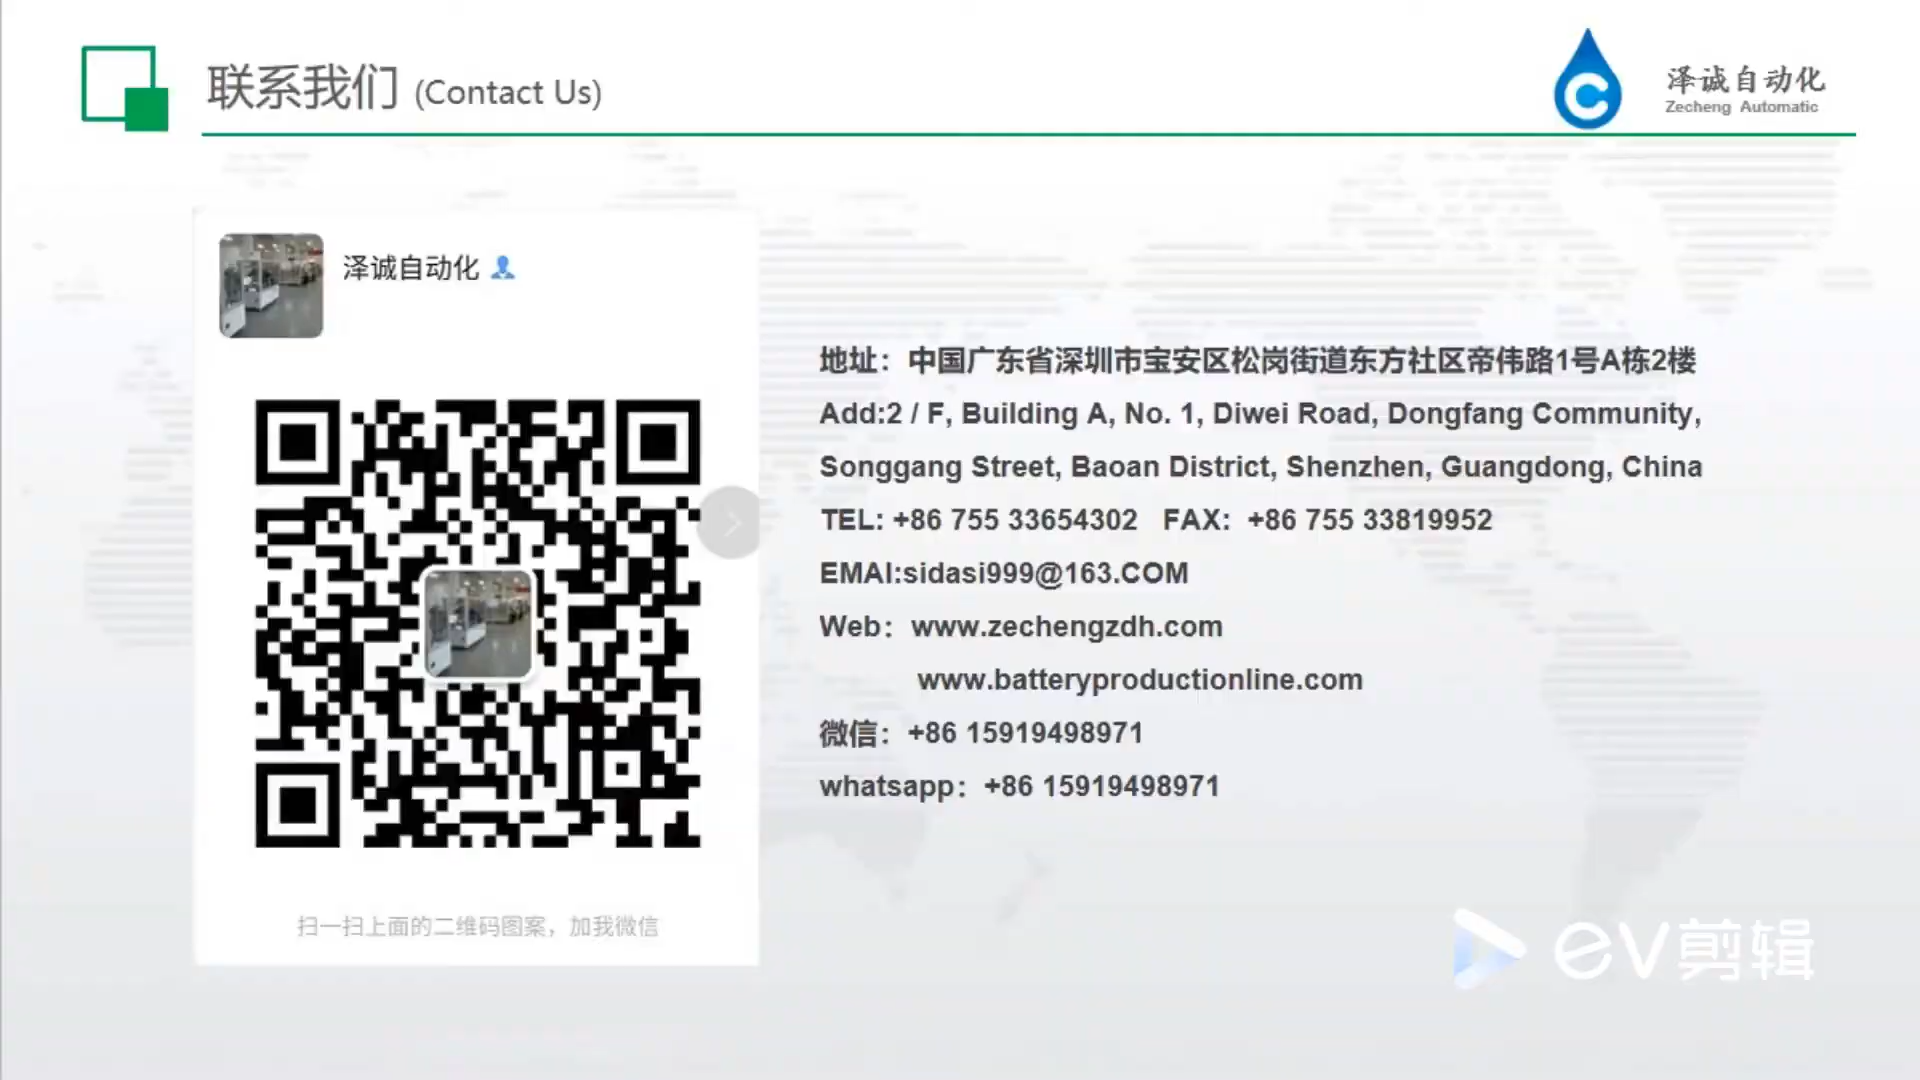 联系我们 (Contact Us)
泽诚自动化
Zecheng Automatic
泽诚自动化
地址：中国广东省深圳市宝安区松岗街道东方社区帝伟路1号A栋2楼
Add:2 / F, Building A, No. 1, Diwei Road, Dongfang Community,
Songgang Street, Baoan District, Shenzhen, Guangdong, China
TEL: +86 755 33654302 FAX: +86 755 33819952
EMAI:sidasi999@163.COM
Web：www.zechengzdh.com
www.batteryproductionline.com
微信：+86 15919498971
whatsapp：+86 15919498971
扫一扫上面的二维码图案，加我微信
ev剪辑